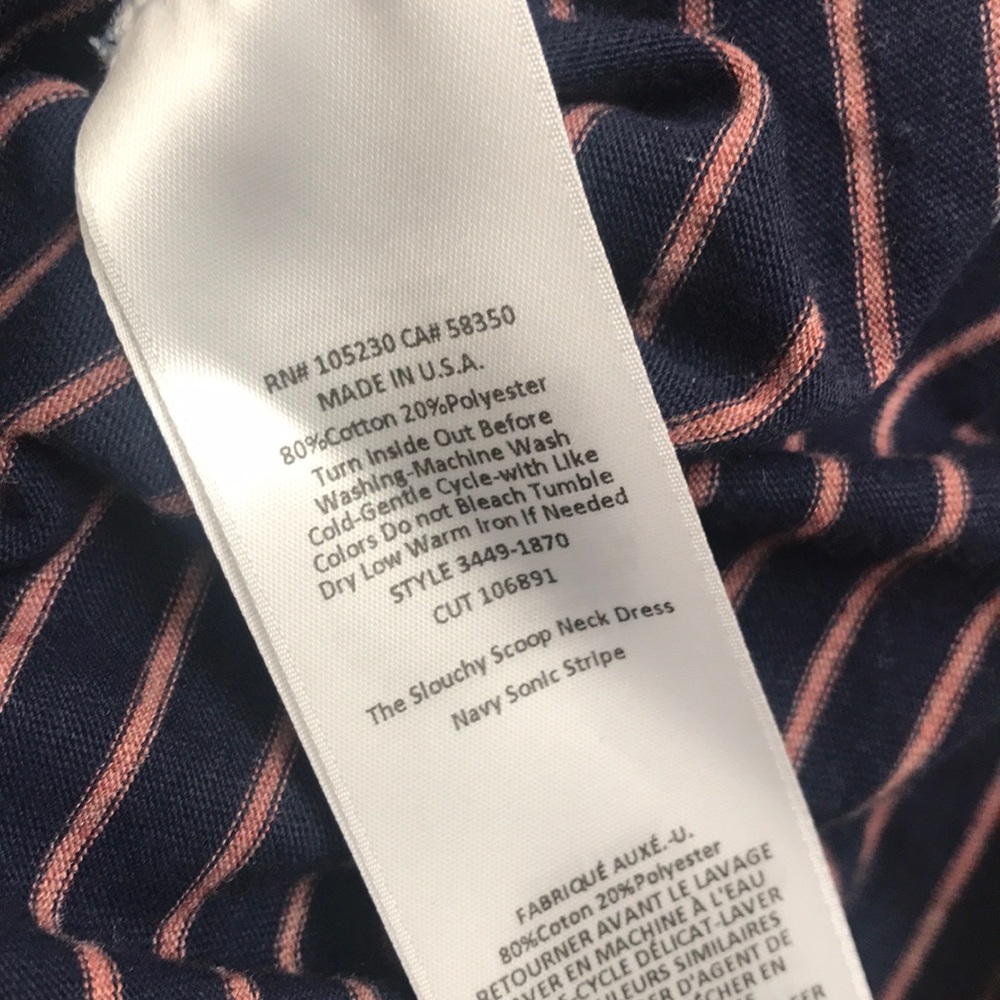 RN# 105230 CA# 58350
MADE IN U.S.A.
80%Cotton 20%Polyester
Turn Inside Out Before
Washing-Machine Wash
Cold-Gentle Cycle-with Like
Colors Do not Bleach Tumble
Dry Low Warm Iron If Needed
STYLE 3449-1870
CUT 106891
The Slouchy Scoop Neck Dress
Navy Sonic Stripe
FABRIQUÉ AUXÉ.-U.
80%Coton 20%Polyester
RETOURNER AVANT LE LAVAGE
EN MACHINE À L'EAU
CYCLE DÉLICAT-LAVER
SIMILAIRES
D'AGENT DE
EN